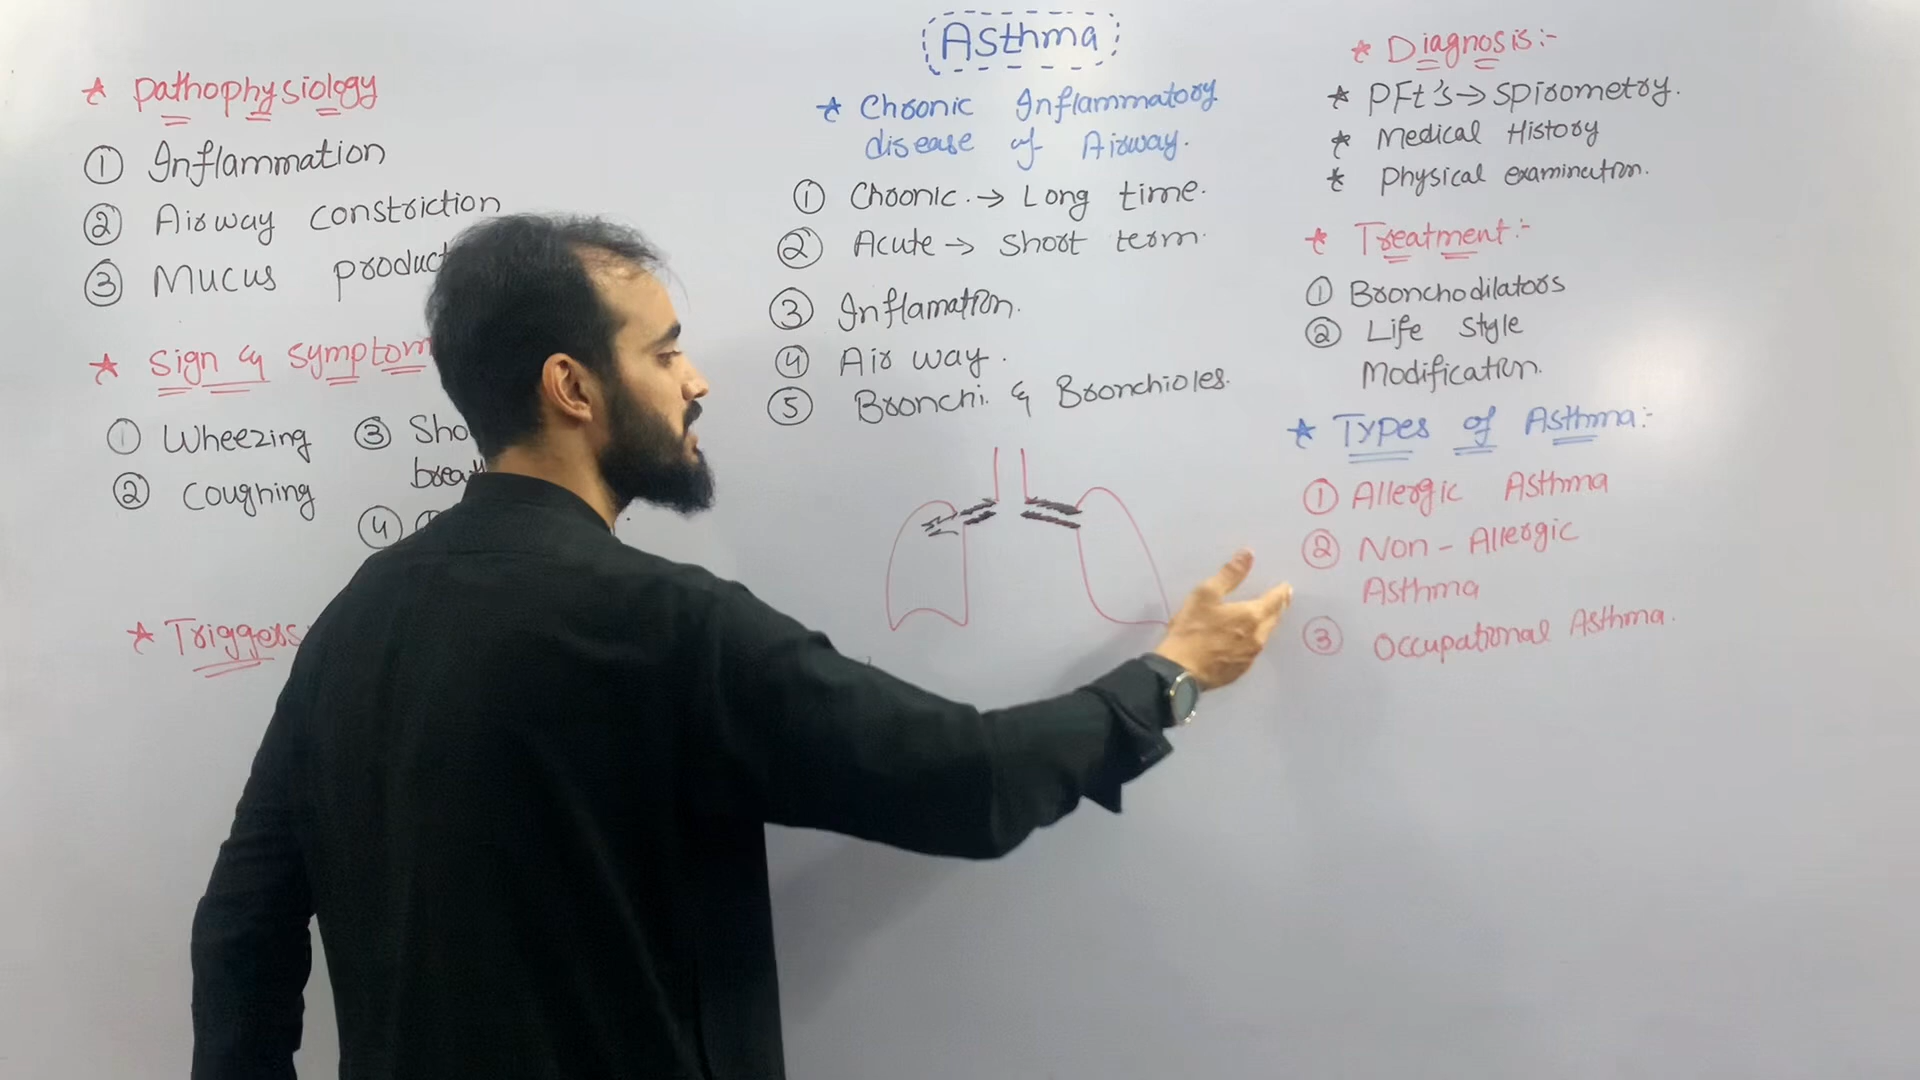 Asthma
* Pathophysiology
① Inflammation
② Airway constriction
③ Mucus
* Sign & Symptom
① Wheezing
② Coughing
③
④
* Triggers
* Chronic Inflammatory
disease of Airway.
① Chronic. → Long time.
② Acute → Short term.
③ Inflamation.
④ Air way.
⑤ Bronchi. & Bronchioles.
* Diagnosis:-
* PFt's → Spirometry.
* Medical History
* Physical examination.
* Treatment:-
① Bronchodilators
② Life Style
Modification.
* Types of Asthma:-
① Allergic Asthma
② Non - Allergic
Asthma
③ Occupational Asthma.